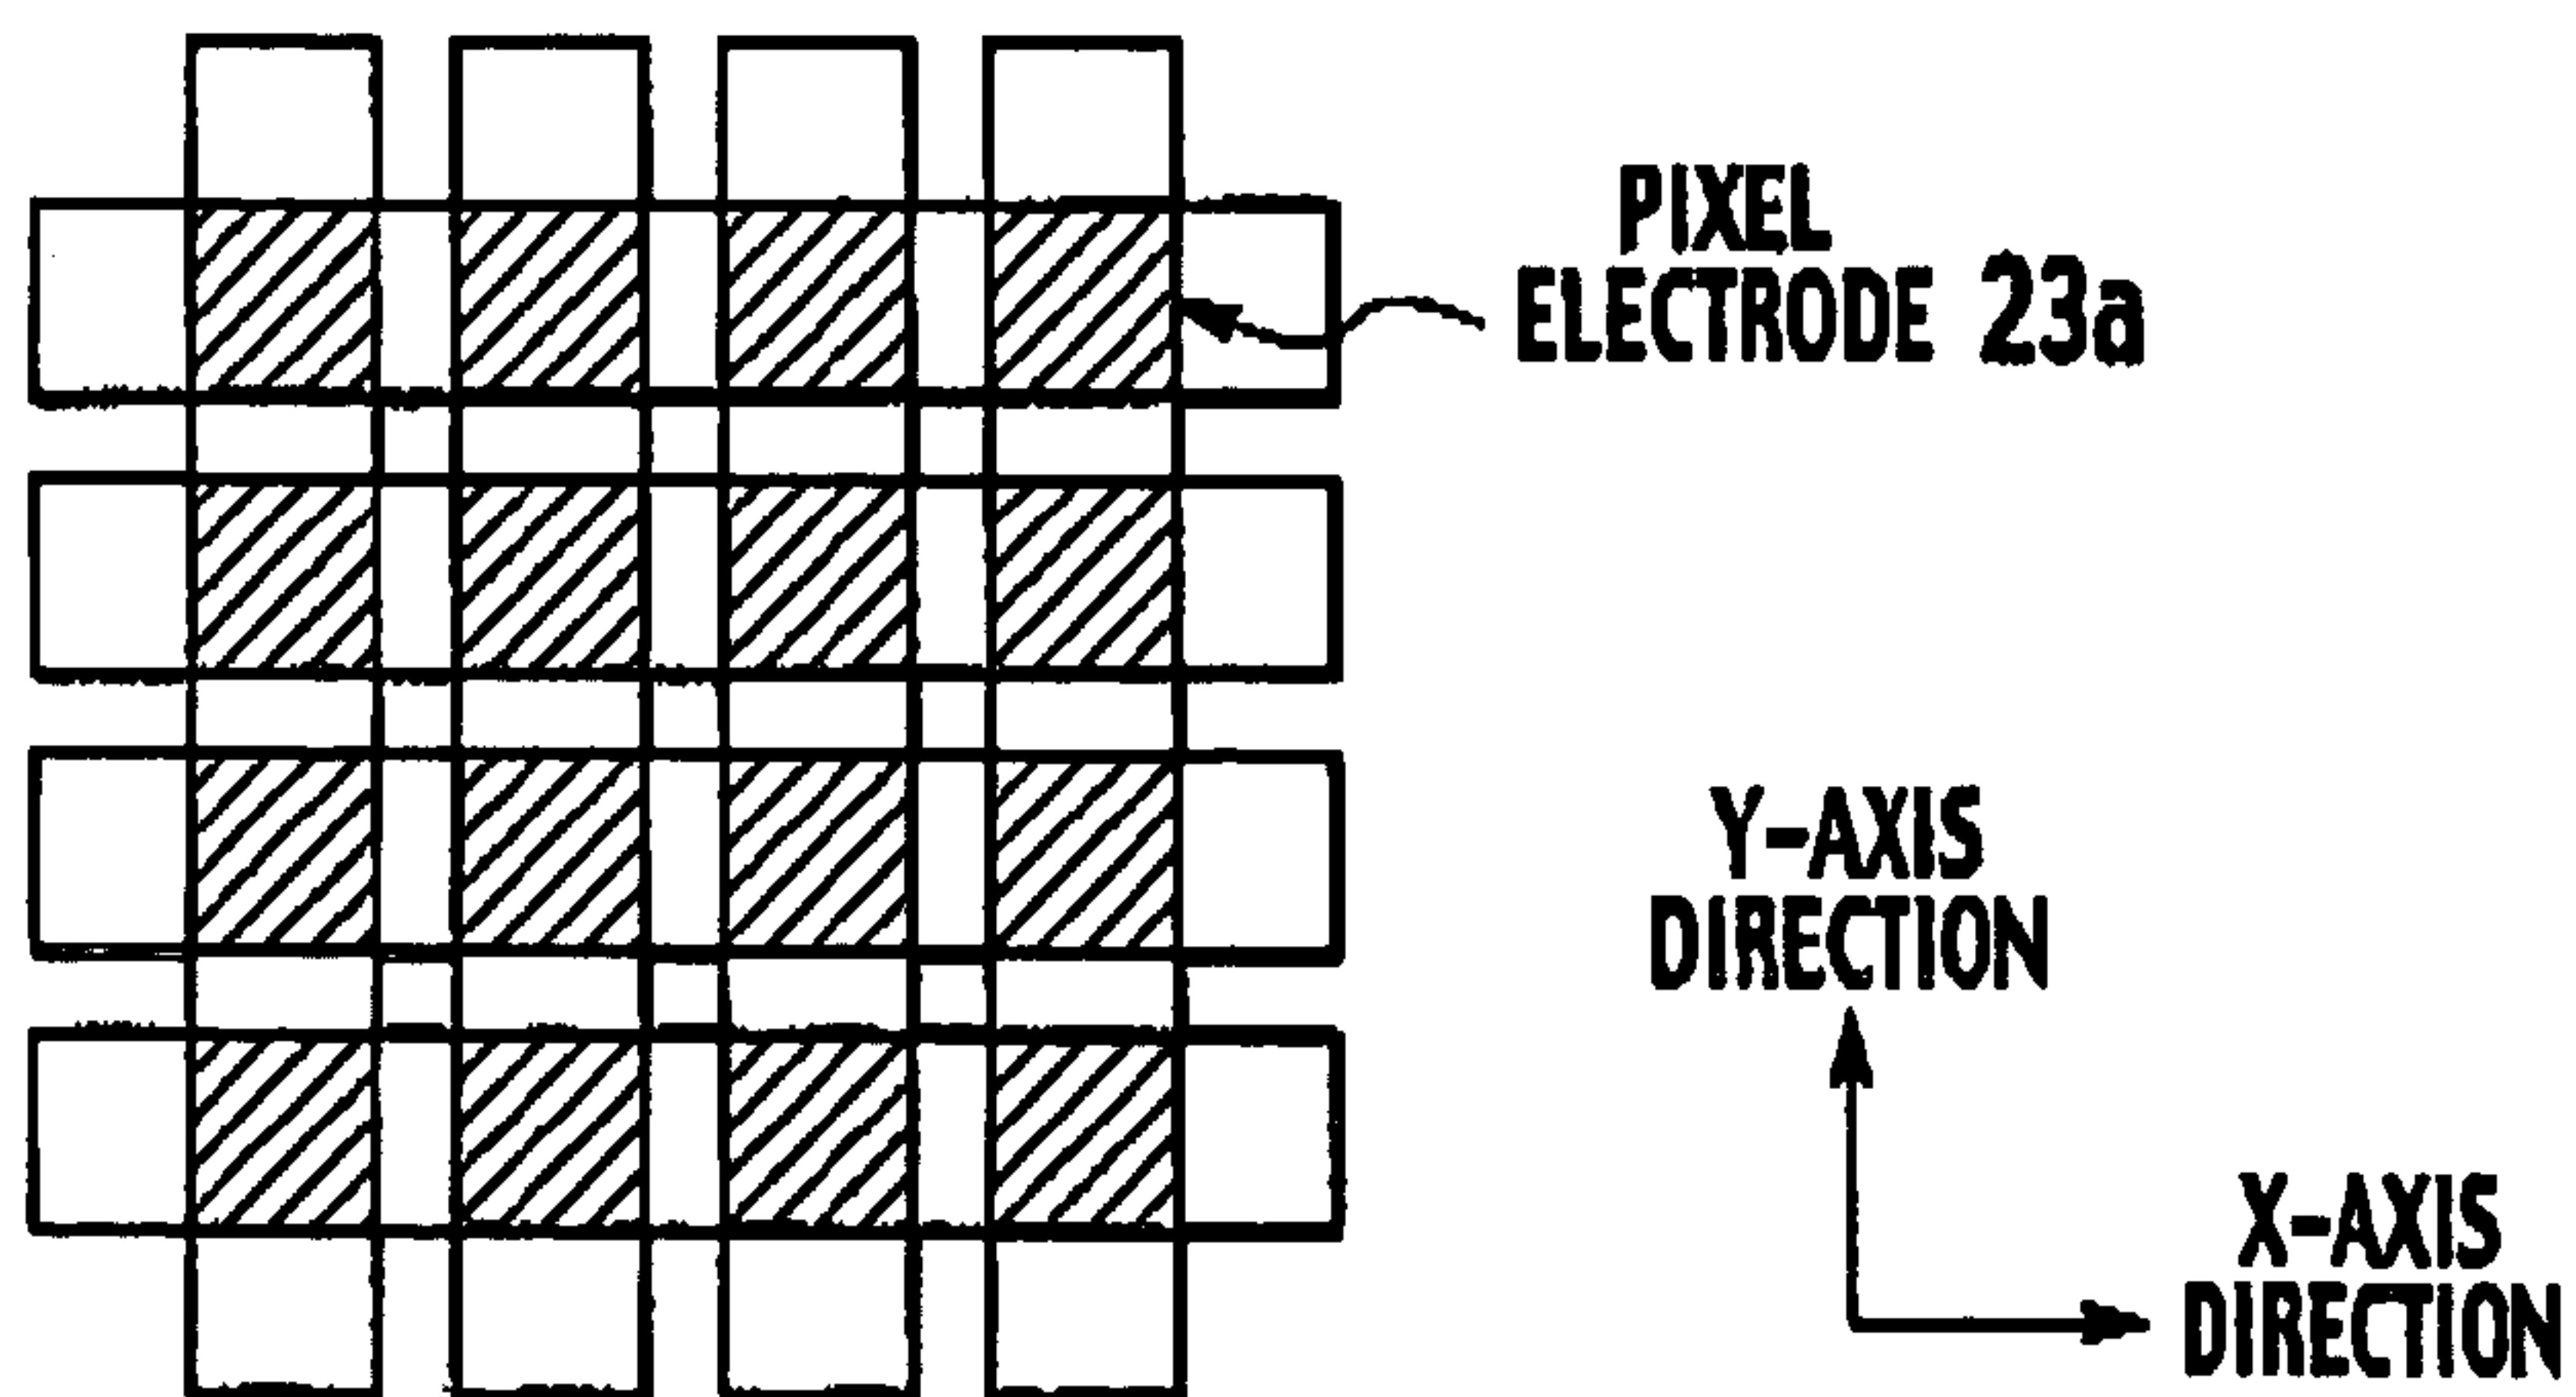 PIXEL
ELECTRODE 23a
Y-AXIS
DIRECTION
X-AXIS
DIRECTION